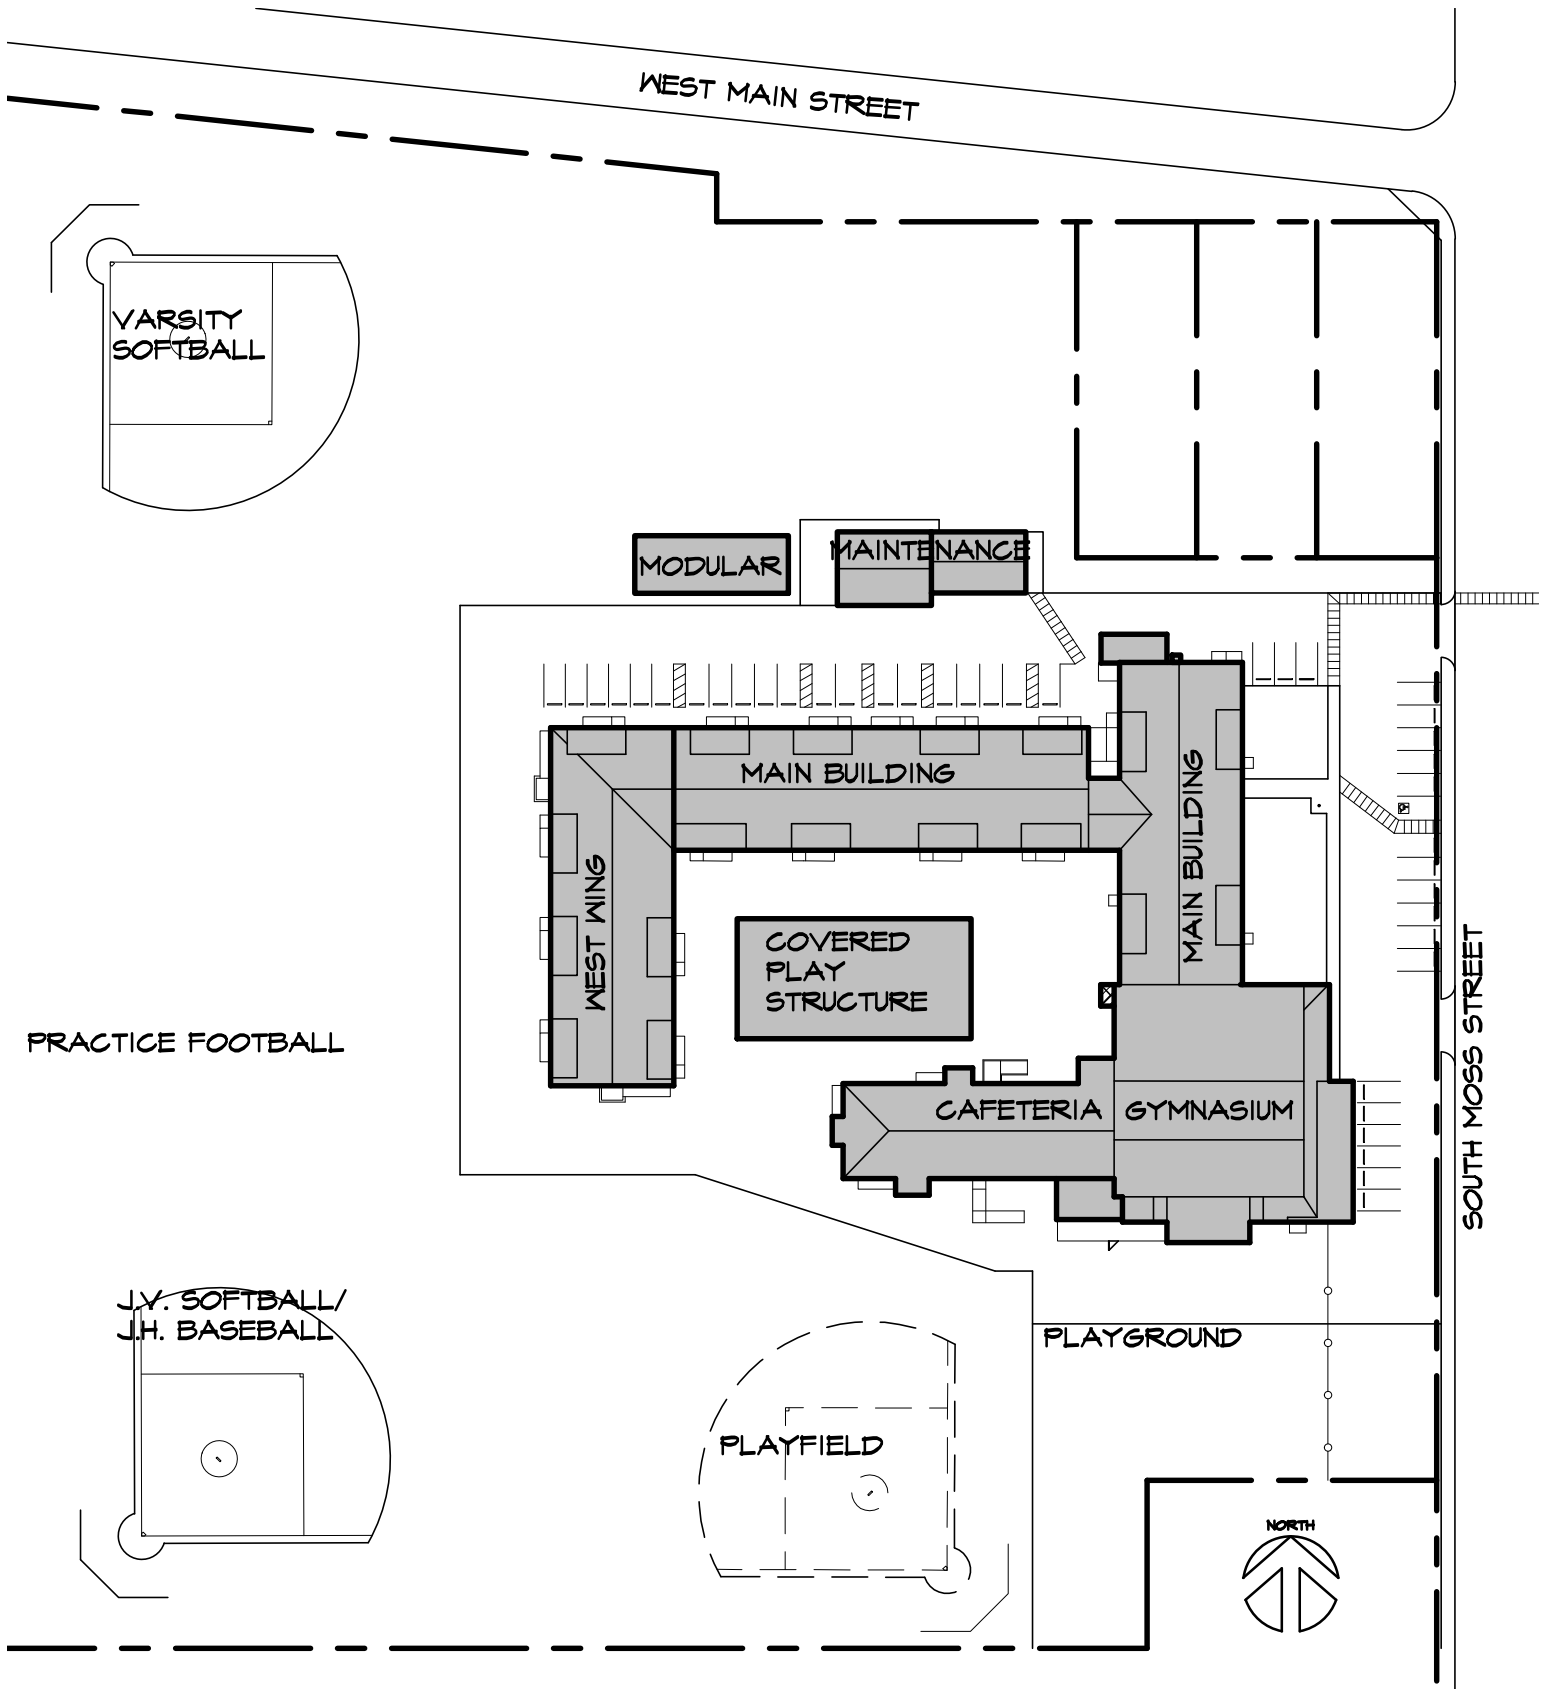 WEST MAIN STREET
VARSITY
SOFTBALL
MODULAR
MAINTENANCE
MAIN BUILDING
MAIN BUILDING
WEST WING
COVERED
PLAY
STRUCTURE
SOUTH MOSS STREET
PRACTICE FOOTBALL
CAFETERIA
GYMNASIUM
J.V. SOFTBALL/
J.H. BASEBALL
PLAYGROUND
PLAYFIELD
NORTH